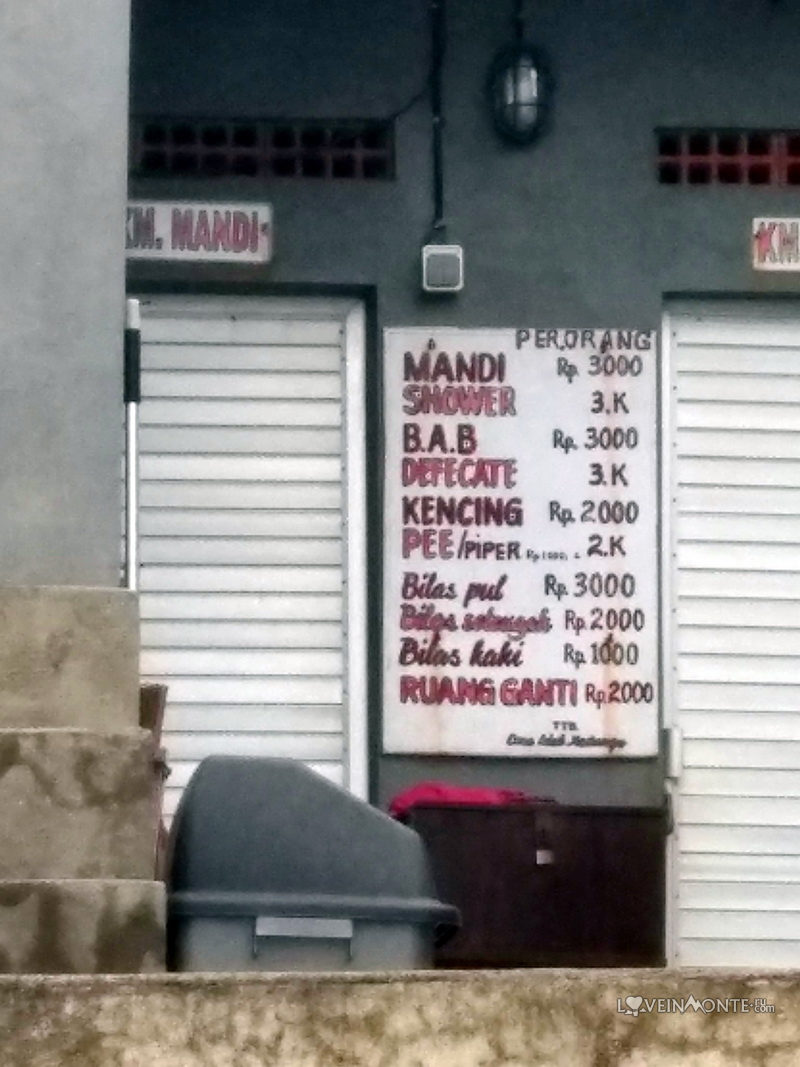 KM. MANDI
KM
PER.ORANG
MANDI Rp. 3000
SHOWER 3.K
B.A.B Rp. 3000
DEFECATE 3.K
KENCING Rp. 2000
PEE/PIPER 2.K
Bilas pul Rp. 3000
Bilas setengah Rp. 2000
Bilas kaki Rp. 1000
RUANG GANTI Rp. 2000
TTD.
LOVEINMONTE.EU.com